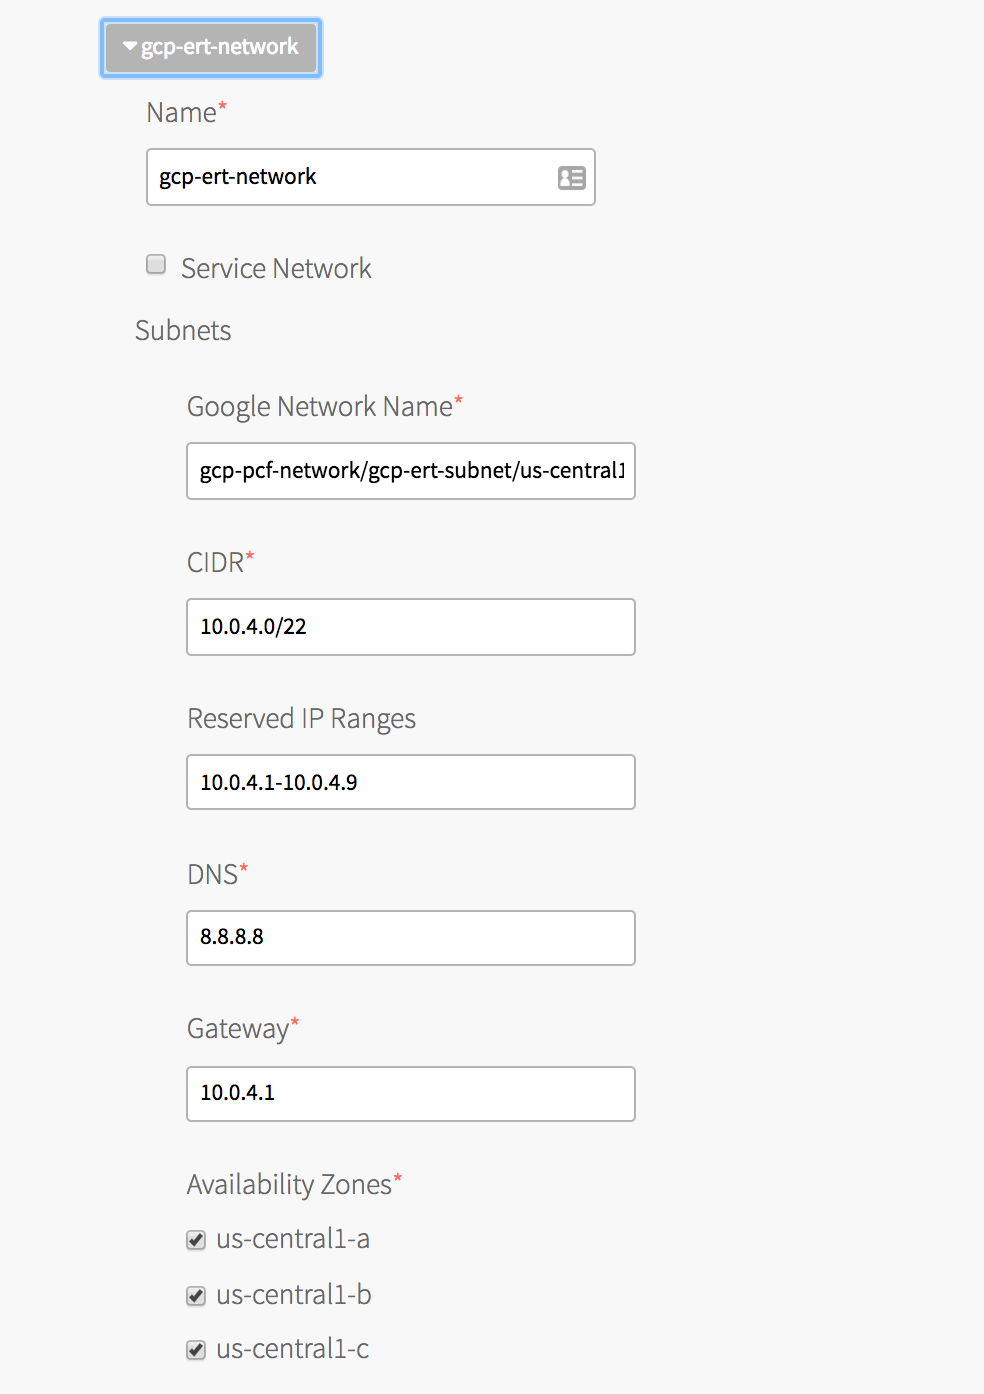 gcp-ert-network
Name*
gcp-ert-network
Service Network
Subnets
Google Network Name*
gcp-pcf-network/gcp-ert-subnet/us-central1
CIDR*
10.0.4.0/22
Reserved IP Ranges
10.0.4.1-10.0.4.9
DNS*
8.8.8.8
Gateway*
10.0.4.1
Availability Zones*
us-central1-a
us-central1-b
us-central1-c